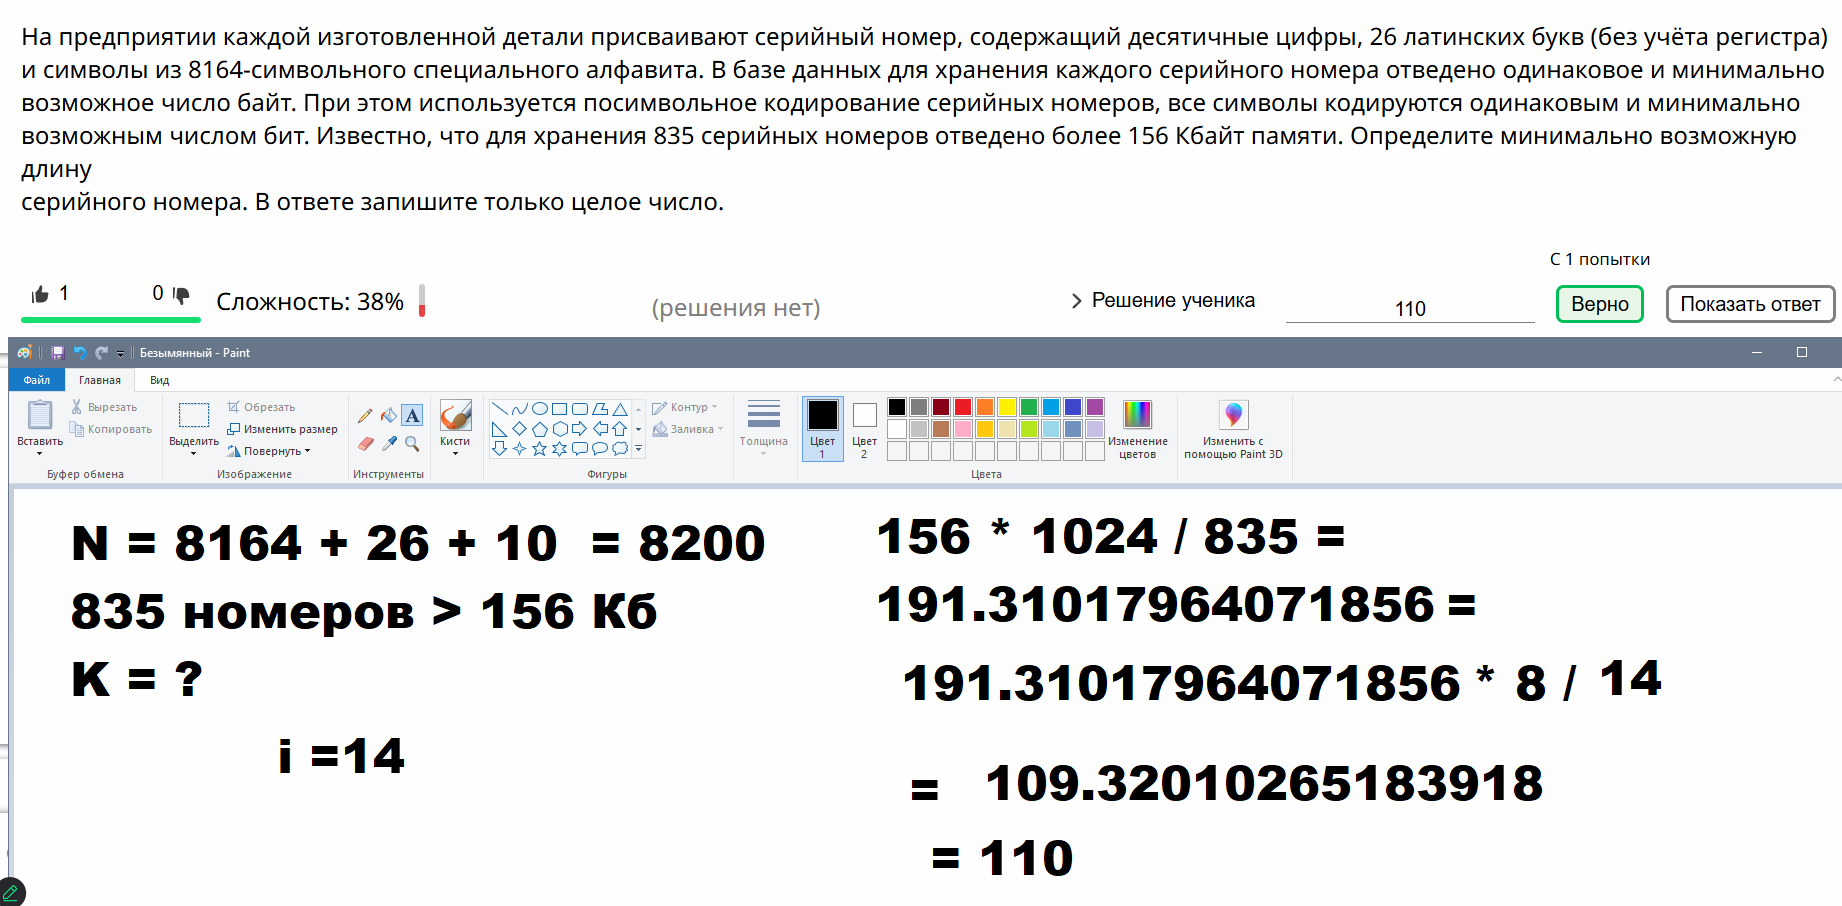 На предприятии каждой изготовленной детали присваивают серийный номер, содержащий десятичные цифры, 26 латинских букв (без учёта регистра)
и символы из 8164-символьного специального алфавита. В базе данных для хранения каждого серийного номера отведено одинаковое и минимально
возможное число байт. При этом используется посимвольное кодирование серийных номеров, все символы кодируются одинаковым и минимально
возможным числом бит. Известно, что для хранения 835 серийных номеров отведено более 156 Кбайт памяти. Определите минимально возможную
длину
серийного номера. В ответе запишите только целое число.
С 1 попытки
1 0 Сложность: 38% (решения нет) Решение ученика 110 Верно Показать ответ
Безымянный - Paint
Файл Главная Вид
Вставить Вырезать Копировать
Буфер обмена
Выделить Обрезать Изменить размер Повернуть
Изображение
Инструменты
Кисти
Контур Заливка
Фигуры
Толщина
Цвет 1 Цвет 2
Изменение цветов
Цвета
Изменить с помощью Paint 3D
N = 8164 + 26 + 10 = 8200
835 номеров > 156 Кб
K = ?
i =14
156 * 1024 / 835 =
191.31017964071856 =
191.31017964071856 * 8 / 14
= 109.32010265183918
= 110